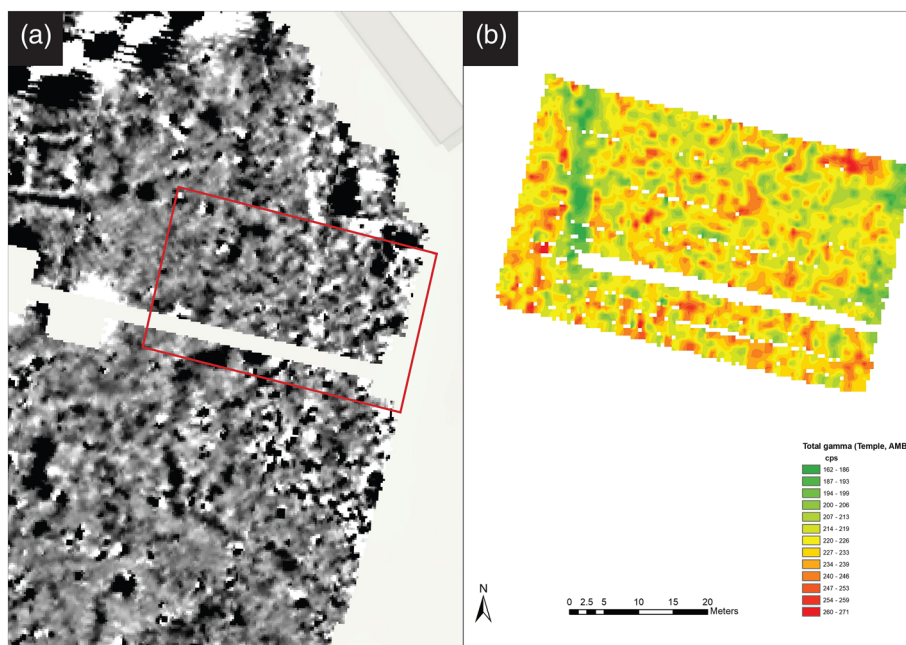 (a)
(b)
Total gamma (Temple, AMB
cps
162 - 186
187 - 193
194 - 199
200 - 206
207 - 213
214 - 219
220 - 226
227 - 233
234 - 239
240 - 246
247 - 253
254 - 259
260 - 271
N
0 2.5 5 10 15 20
Meters